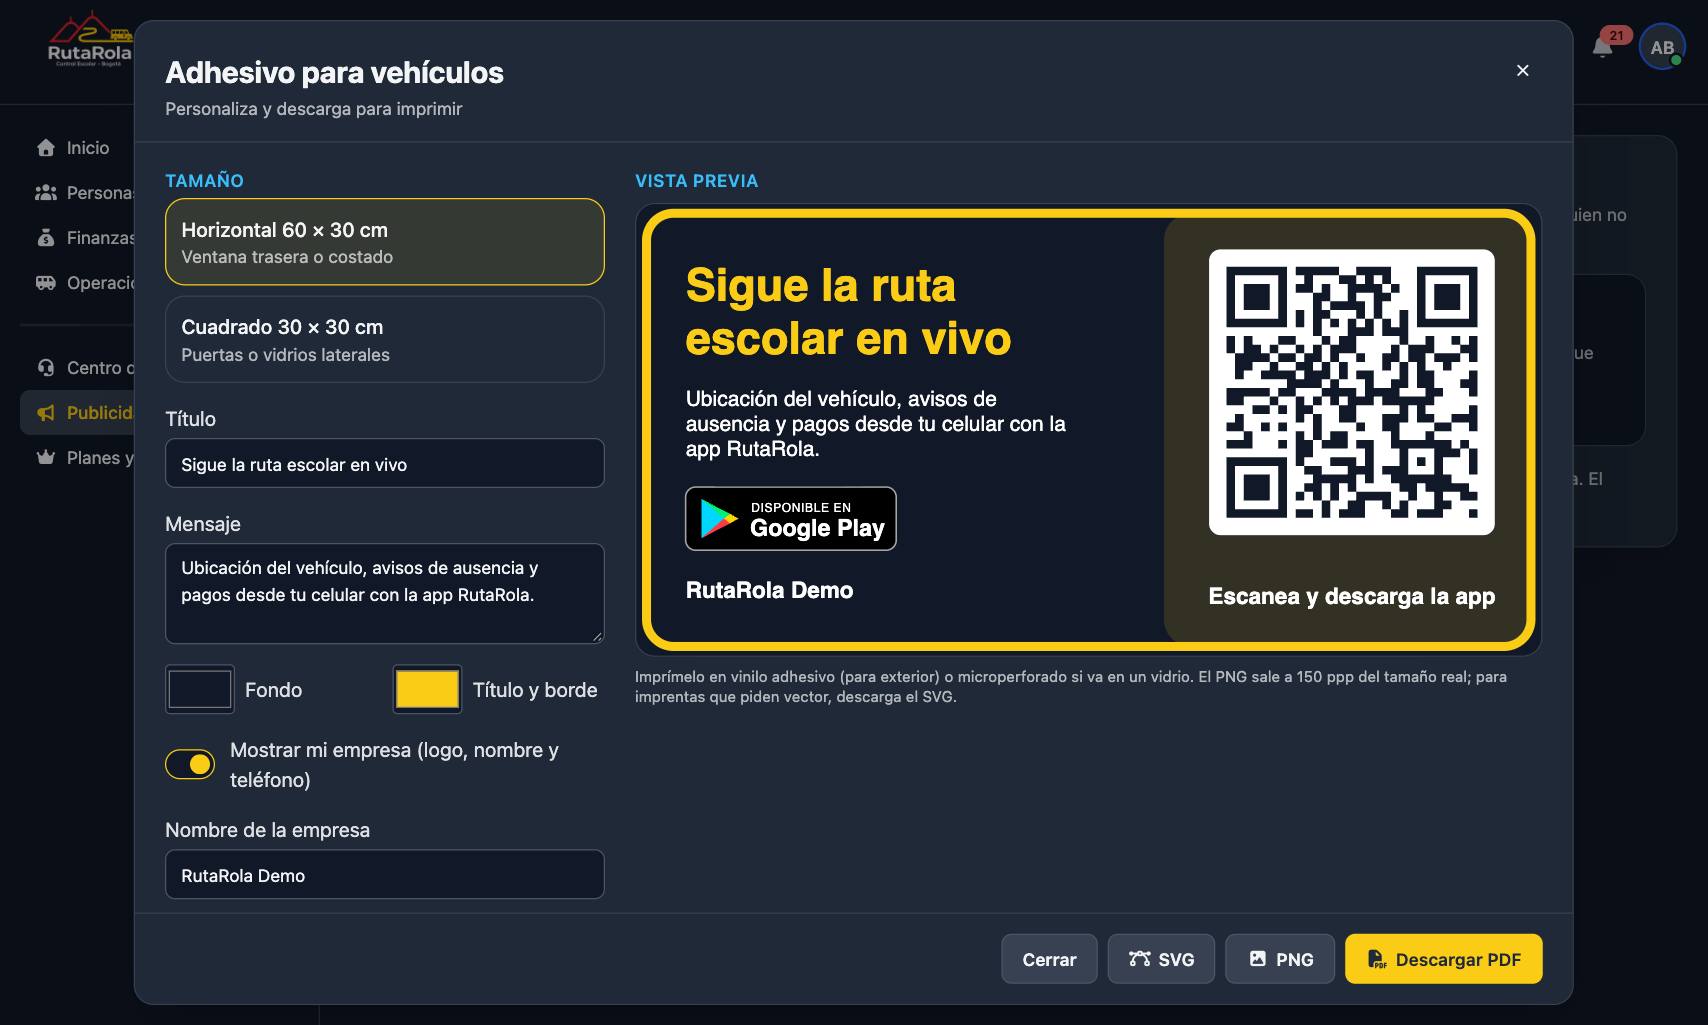 RutaRola
Control Escolar - Bogotá
21
AB
Inicio
Personas
Finanzas
Operacio
Centro d
Publicida
Planes y
uien no
ue
a. El
Adhesivo para vehículos
Personaliza y descarga para imprimir
TAMAÑO
Horizontal 60 × 30 cm
Ventana trasera o costado
Cuadrado 30 × 30 cm
Puertas o vidrios laterales
Título
Sigue la ruta escolar en vivo
Mensaje
Ubicación del vehículo, avisos de ausencia y
pagos desde tu celular con la app RutaRola.
Fondo
Título y borde
Mostrar mi empresa (logo, nombre y
teléfono)
Nombre de la empresa
RutaRola Demo
VISTA PREVIA
Sigue la ruta
escolar en vivo
Ubicación del vehículo, avisos de
ausencia y pagos desde tu celular con la
app RutaRola.
DISPONIBLE EN
Google Play
RutaRola Demo
Escanea y descarga la app
Imprímelo en vinilo adhesivo (para exterior) o microperforado si va en un vidrio. El PNG sale a 150 ppp del tamaño real; para
imprentas que piden vector, descarga el SVG.
Cerrar
SVG
PNG
PDF
Descargar PDF